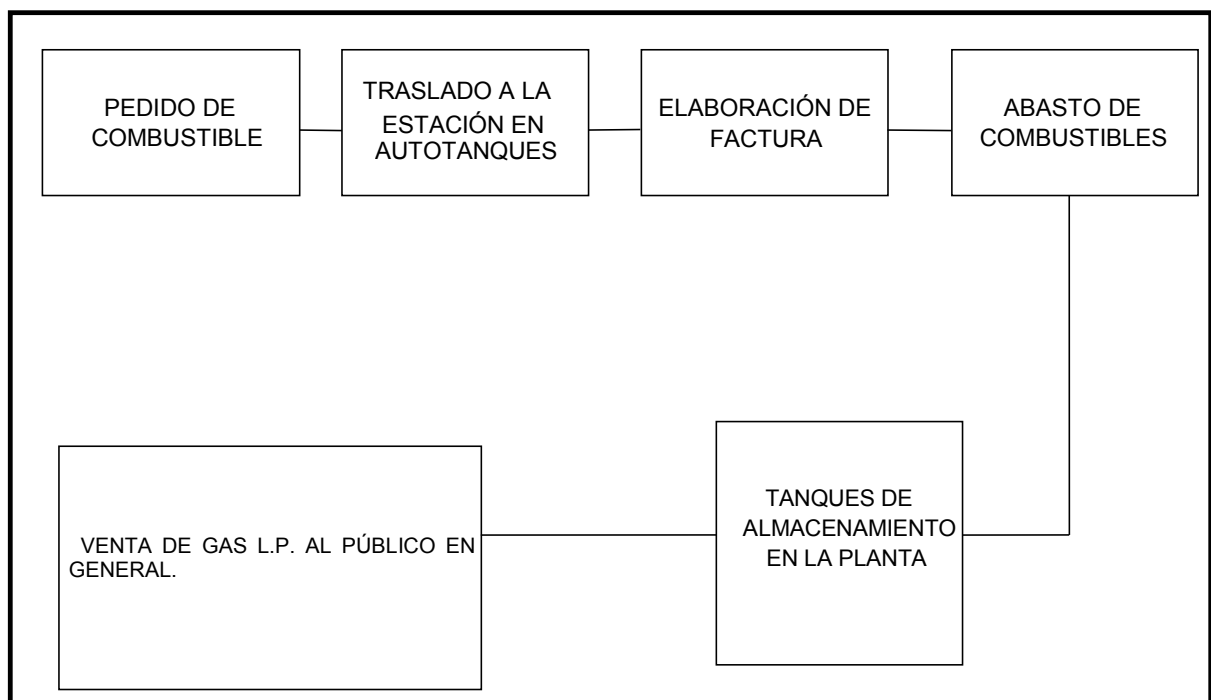 PEDIDO DE
COMBUSTIBLE
TRASLADO A LA
ESTACIÓN EN
AUTOTANQUES
ELABORACIÓN DE
FACTURA
ABASTO DE
COMBUSTIBLES
TANQUES DE
ALMACENAMIENTO
EN LA PLANTA
VENTA DE GAS L.P. AL PÚBLICO EN
GENERAL.